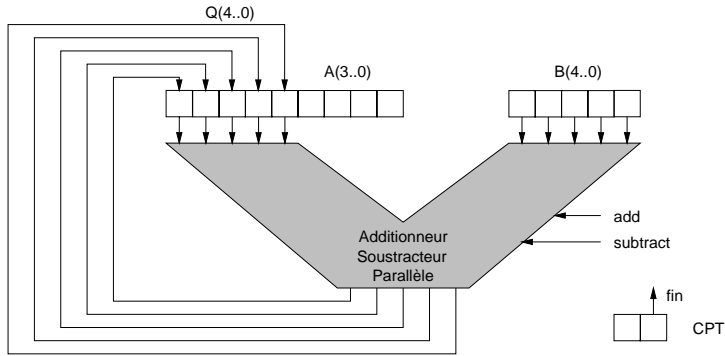 Q(4..0)
A(3..0)
B(4..0)
add
Additionneur
Soustracteur
subtract
Parallèle
fin
CPT